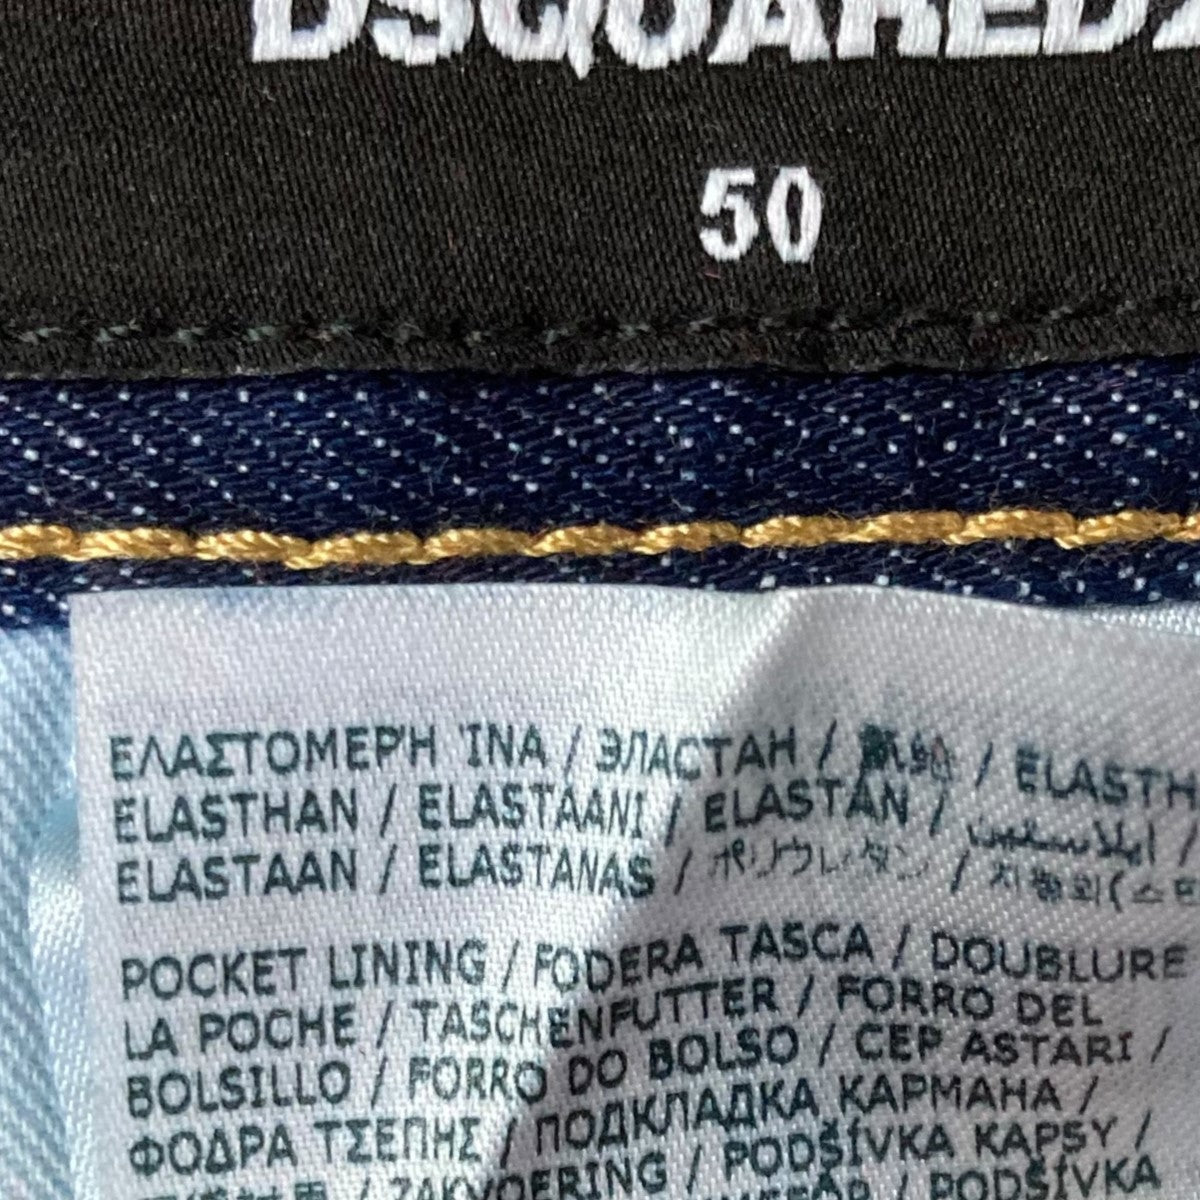 DSQUARED2
50
ΕΛΑΣΤΟΜΕΡΉ ΊΝΑ / ЭЛАСТАН / / ELASTH
ELASTHAN / ELASTAANI / ELASTAN /
ELASTAAN / ELASTANAS / ポリウレタン /
POCKET LINING / FODERA TASCA / DOUBLURE
LA POCHE / TASCHENFUTTER / FORRO DEL
BOLSILLO / FORRO DO BOLSO / CEP ASTARI /
ΦΟΔΡΑ ΤΣΕΠΗΣ / ПОДКЛАДКА КАРМАНА /
/ ZAKVOERING / PODŠÍVKA KAPSY /
PODŠÍVKA